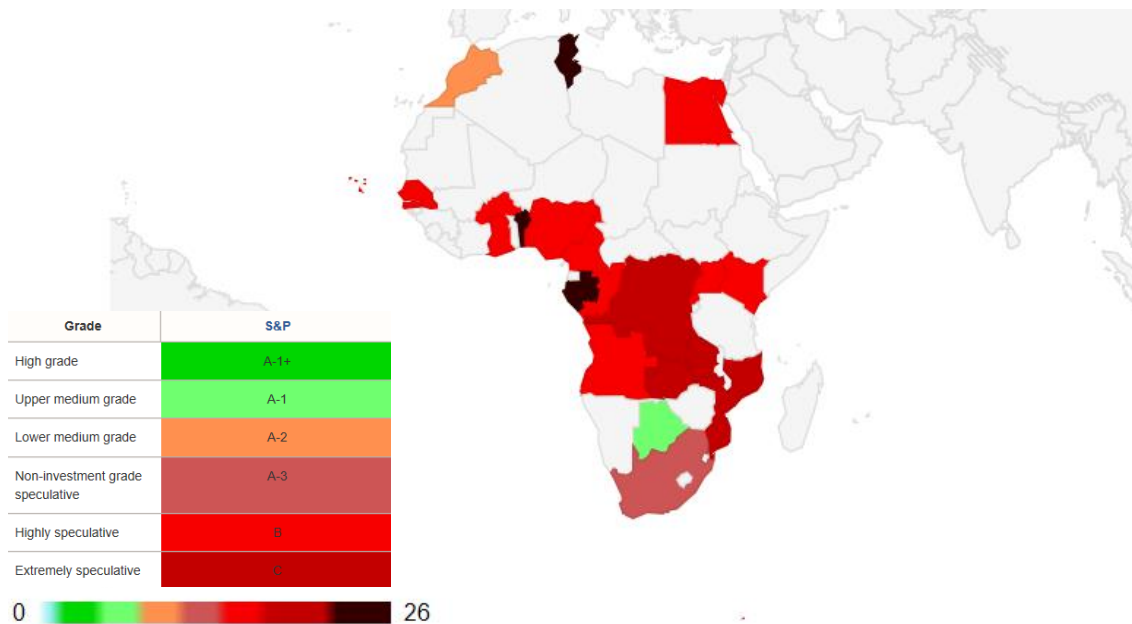 Grade S&P
High grade A-1+
Upper medium grade A-1
Lower medium grade A-2
Non-investment grade A-3
speculative
Highly speculative B
Extremely speculative C
0 26